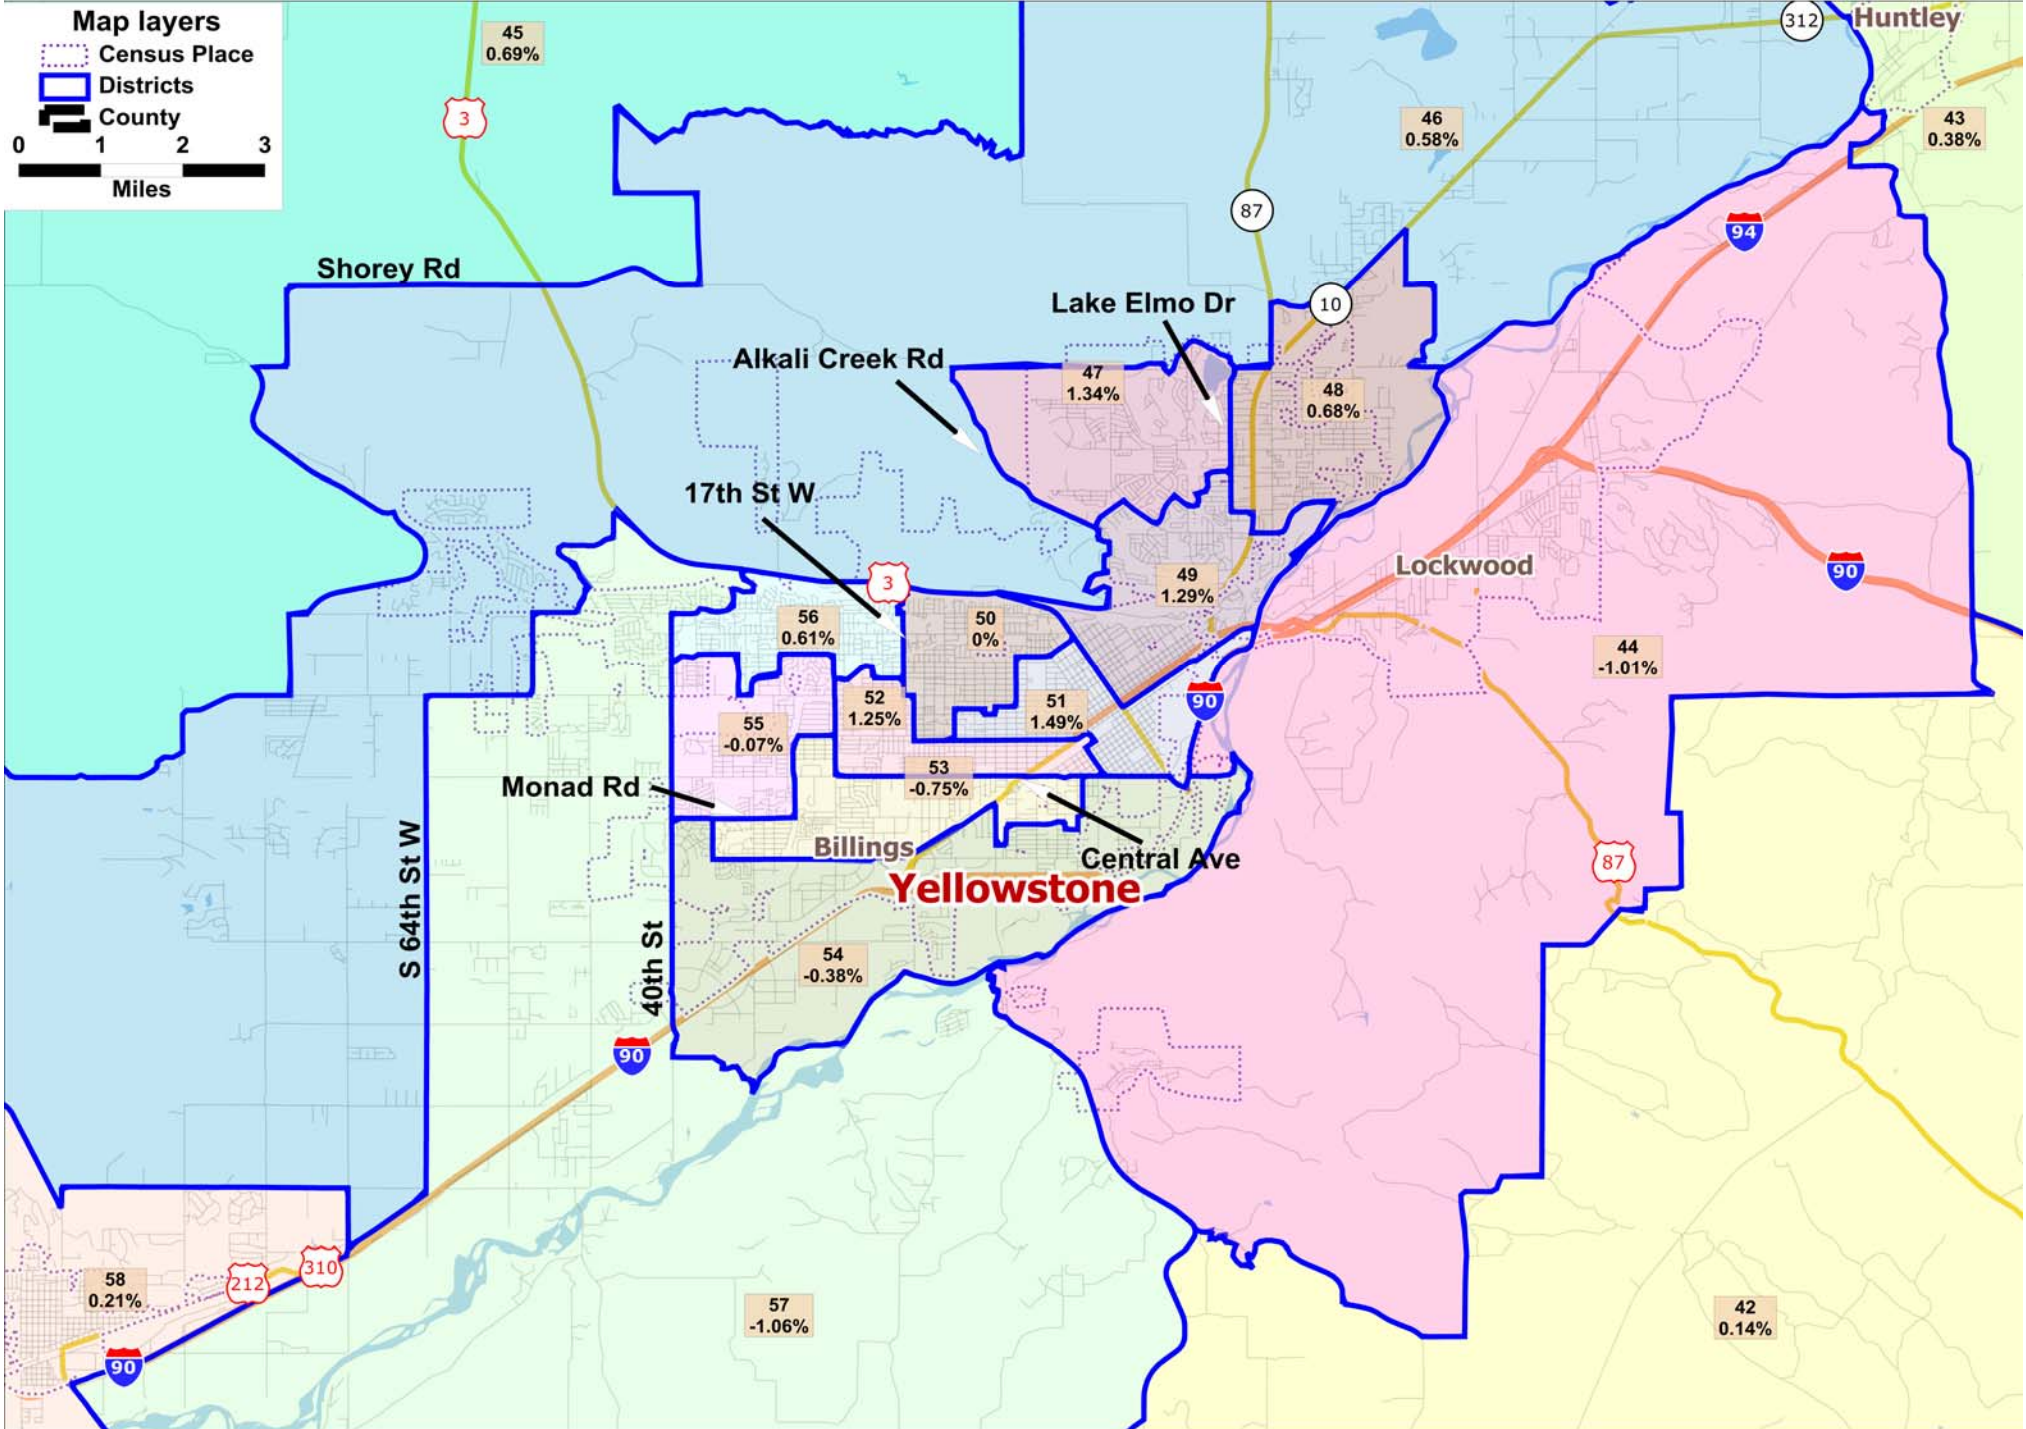 Map layers
Census Place
Districts
County
0 1 2 3
Miles
45
0.69%
3
312
Huntley
46
0.58%
43
0.38%
87
94
Shorey Rd
Lake Elmo Dr
10
Alkali Creek Rd
47
1.34%
48
0.68%
17th St W
3
49
1.29%
Lockwood
90
56
0.61%
50
0%
44
-1.01%
52
1.25%
51
1.49%
90
55
-0.07%
53
-0.75%
Monad Rd
Billings
Central Ave
87
Yellowstone
S 64th St W
40th St
54
-0.38%
90
58
0.21%
212
310
57
-1.06%
42
0.14%
90